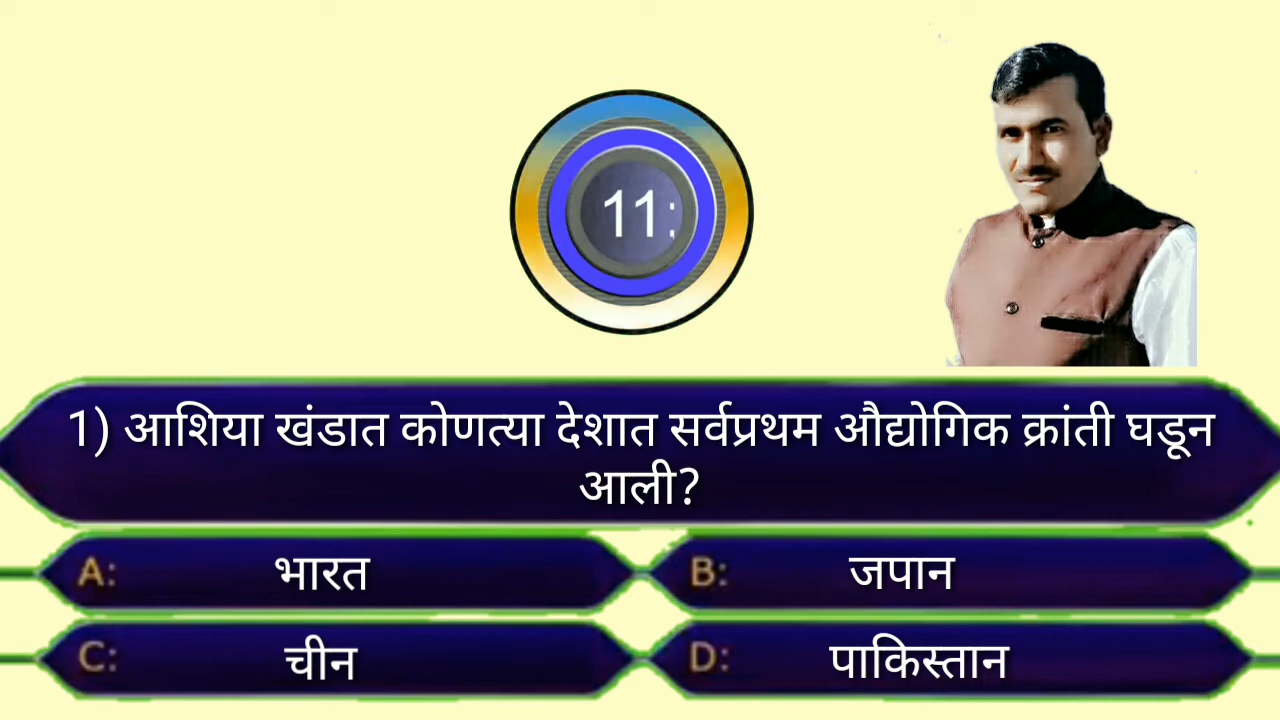 11:
1) आशिया खंडात कोणत्या देशात सर्वप्रथम औद्योगिक क्रांती घडून
आली?
A: भारत
B: जपान
C: चीन
D: पाकिस्तान